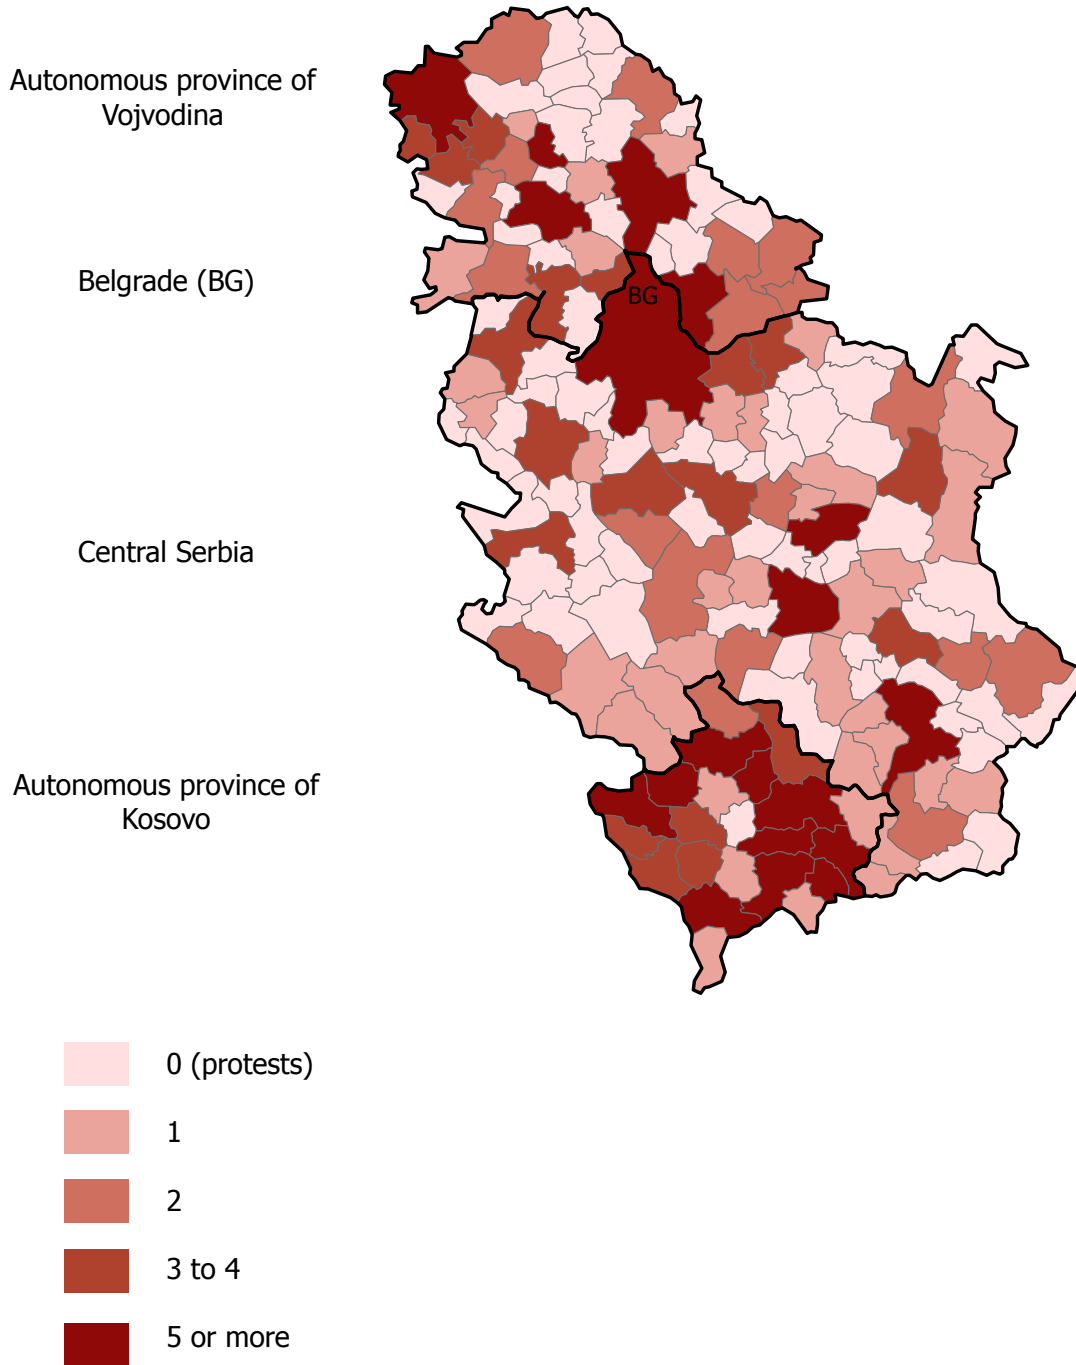 Autonomous province of
Vojvodina
Belgrade (BG)
BG
Central Serbia
Autonomous province of
Kosovo
0 (protests)
1
2
3 to 4
5 or more